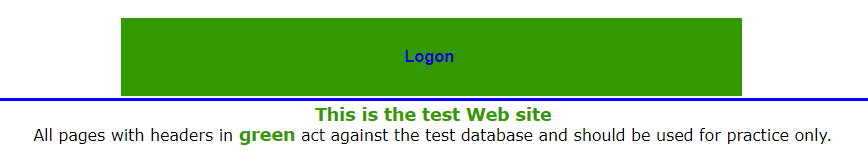 Logon
This is the test Web site
All pages with headers in green act against the test database and should be used for practice only.